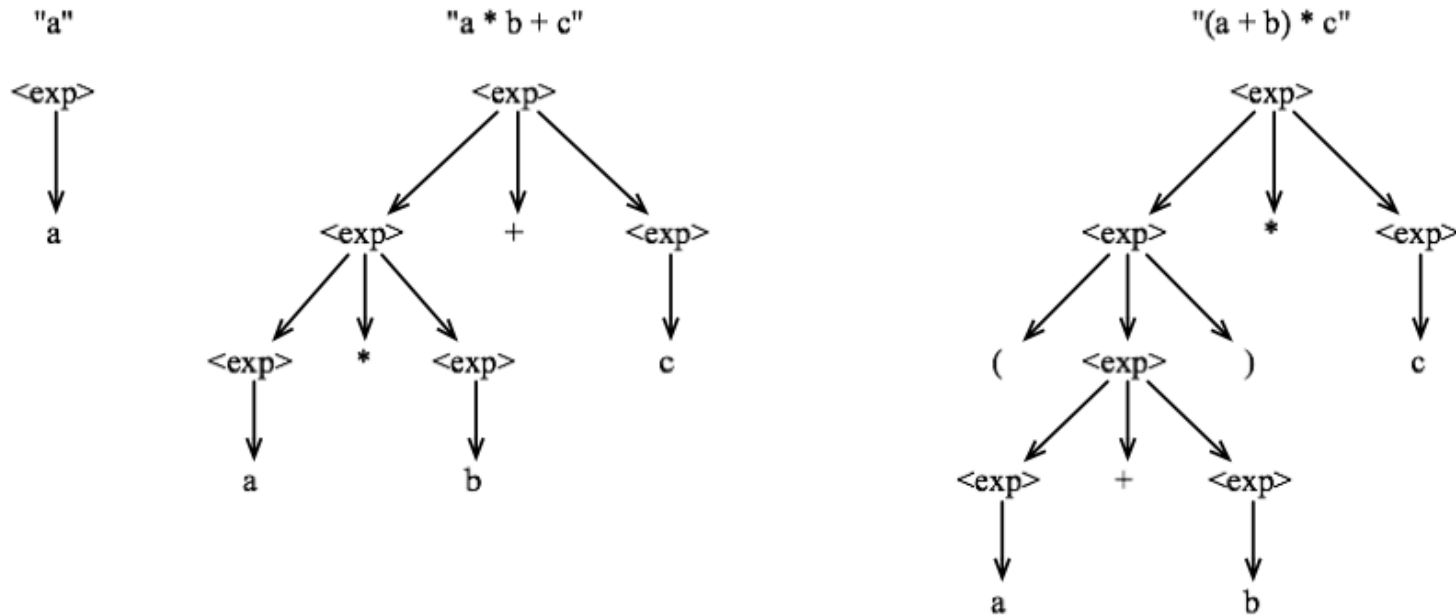 "a" "a * b + c" "(a + b) * c"
<exp> <exp> <exp>
a <exp> + <exp> <exp> * <exp>
<exp> * <exp> c ( <exp> ) c
a b <exp> + <exp>
a b